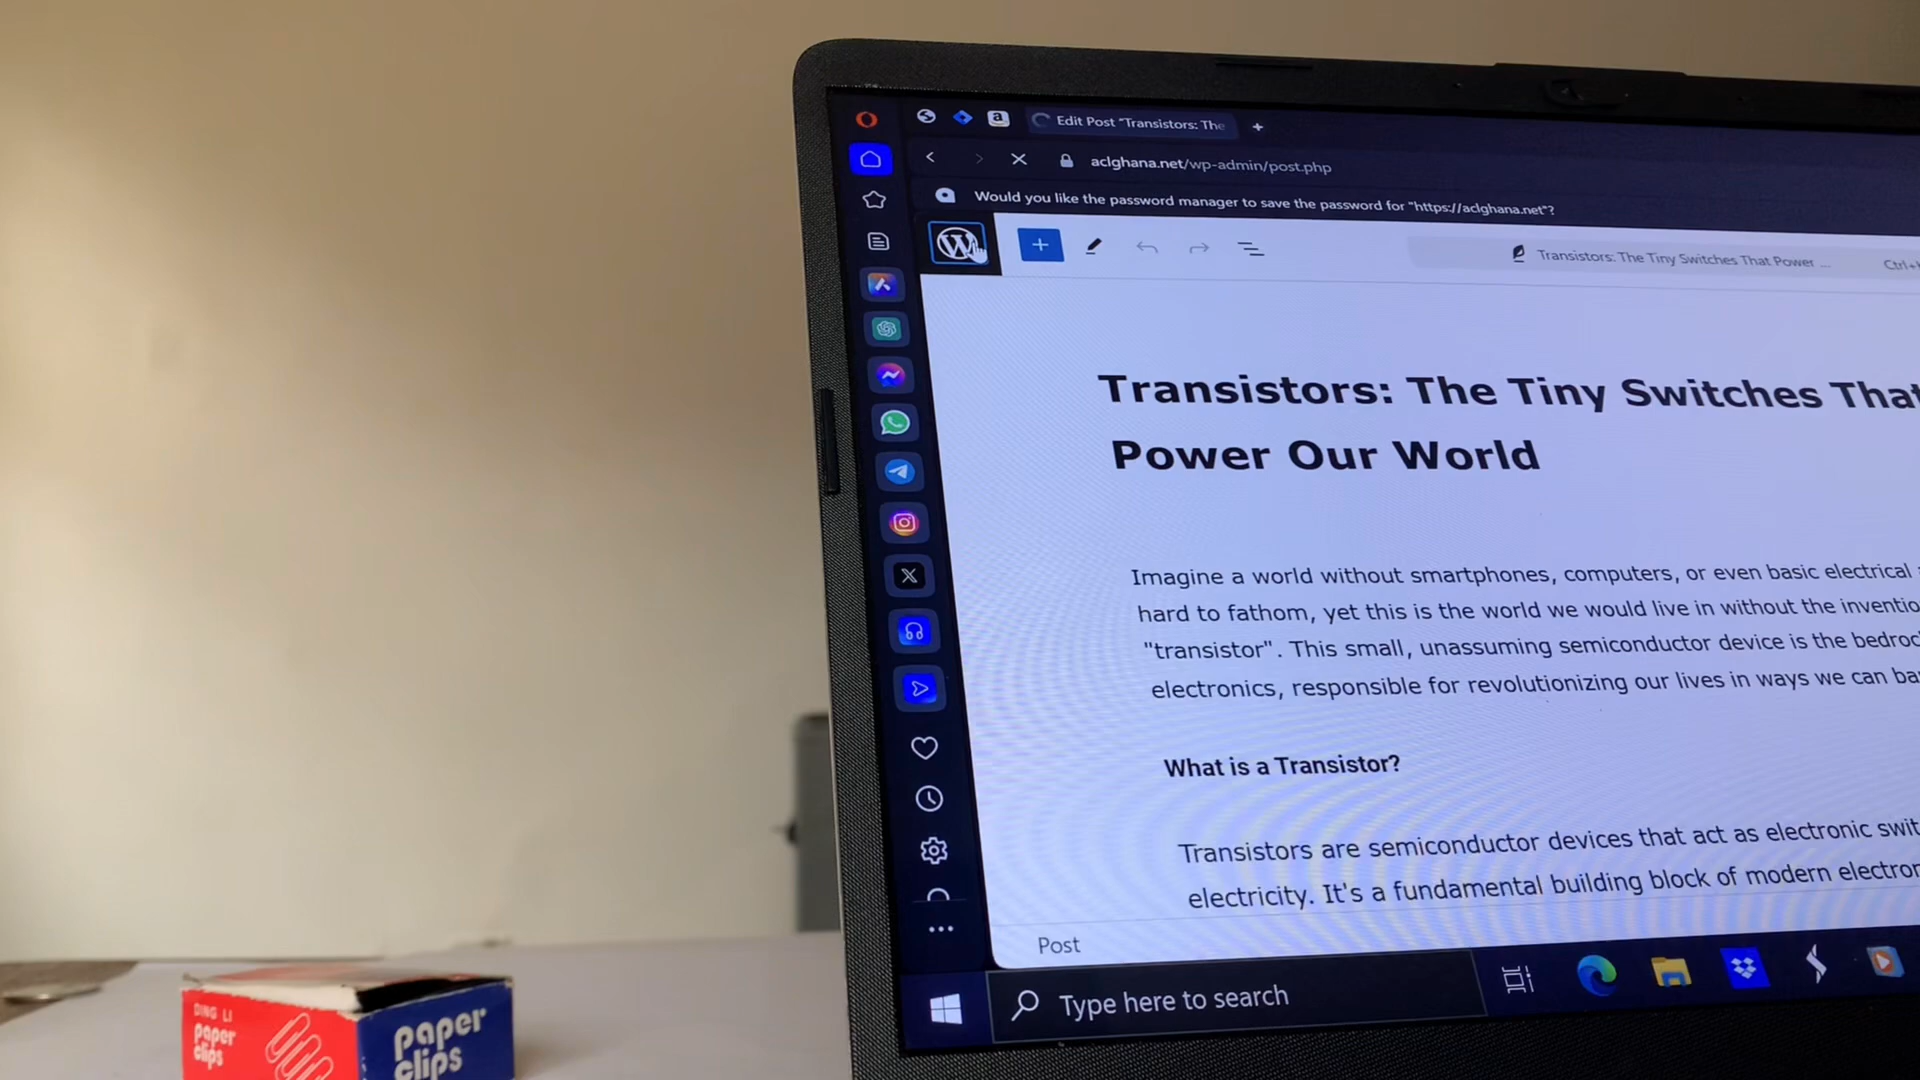 Edit Post "Transistors: The
aclghana.net/wp-admin/post.php
Would you like the password manager to save the password for "https://aclghana.net"?
Transistors: The Tiny Switches That Power ...
Transistors: The Tiny Switches That
Power Our World
Imagine a world without smartphones, computers, or even basic electrical
hard to fathom, yet this is the world we would live in without the inventio
"transistor". This small, unassuming semiconductor device is the bedroc
electronics, responsible for revolutionizing our lives in ways we can ba
What is a Transistor?
Transistors are semiconductor devices that act as electronic swit
electricity. It's a fundamental building block of modern electron
Post
Type here to search
DING LI
paper
clips
paper
clips